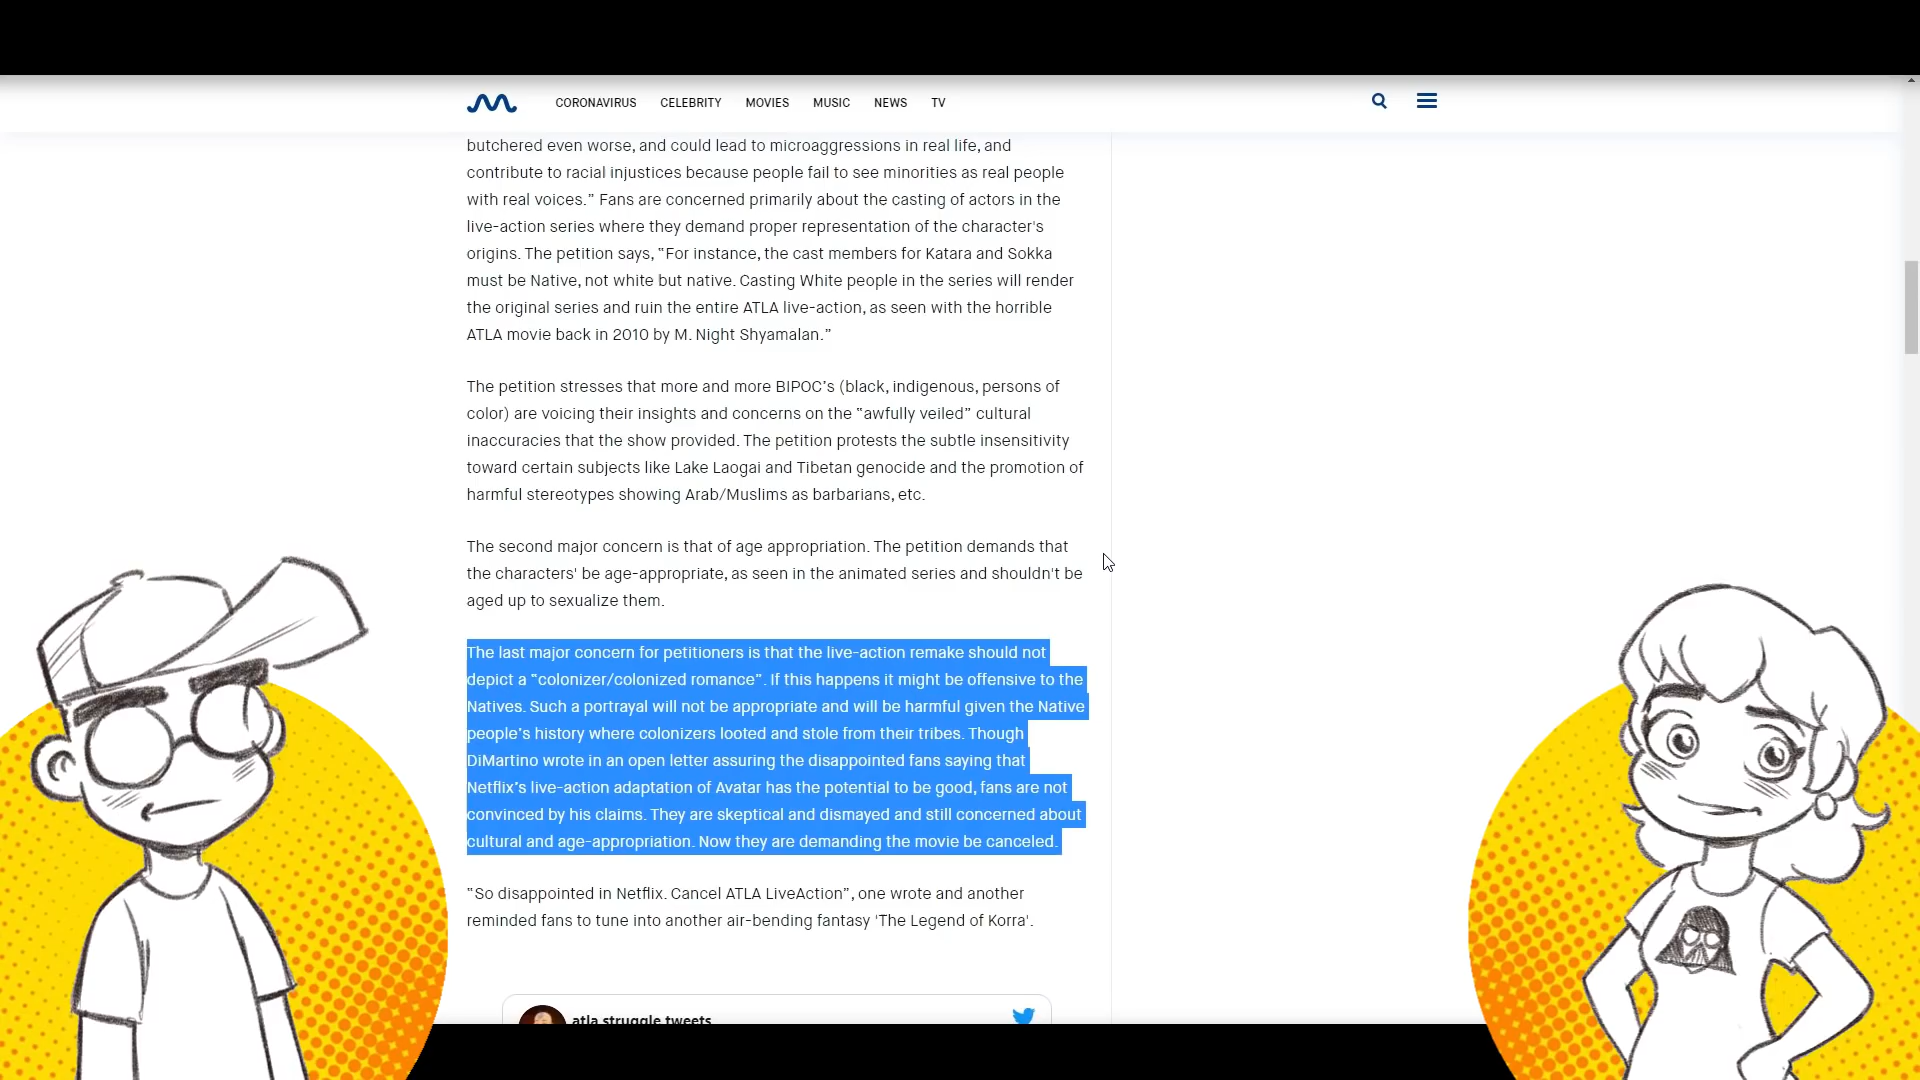 CORONAVIRUS CELEBRITY MOVIES MUSIC NEWS TV
butchered even worse, and could lead to microaggressions in real life, and
contribute to racial injustices because people fail to see minorities as real people
with real voices.” Fans are concerned primarily about the casting of actors in the
live-action series where they demand proper representation of the character's
origins. The petition says, “For instance, the cast members for Katara and Sokka
must be Native, not white but native. Casting White people in the series will render
the original series and ruin the entire ATLA live-action, as seen with the horrible
ATLA movie back in 2010 by M. Night Shyamalan.”
The petition stresses that more and more BIPOC’s (black, indigenous, persons of
color) are voicing their insights and concerns on the “awfully veiled” cultural
inaccuracies that the show provided. The petition protests the subtle insensitivity
toward certain subjects like Lake Laogai and Tibetan genocide and the promotion of
harmful stereotypes showing Arab/Muslims as barbarians, etc.
The second major concern is that of age appropriation. The petition demands that
the characters' be age-appropriate, as seen in the animated series and shouldn't be
aged up to sexualize them.
The last major concern for petitioners is that the live-action remake should not
depict a “colonizer/colonized romance”. If this happens it might be offensive to the
Natives. Such a portrayal will not be appropriate and will be harmful given the Native
people’s history where colonizers looted and stole from their tribes. Though
DiMartino wrote in an open letter assuring the disappointed fans saying that
Netflix’s live-action adaptation of Avatar has the potential to be good, fans are not
convinced by his claims. They are skeptical and dismayed and still concerned about
cultural and age-appropriation. Now they are demanding the movie be canceled.
“So disappointed in Netflix. Cancel ATLA LiveAction”, one wrote and another
reminded fans to tune into another air-bending fantasy 'The Legend of Korra'.
atla struggle tweets